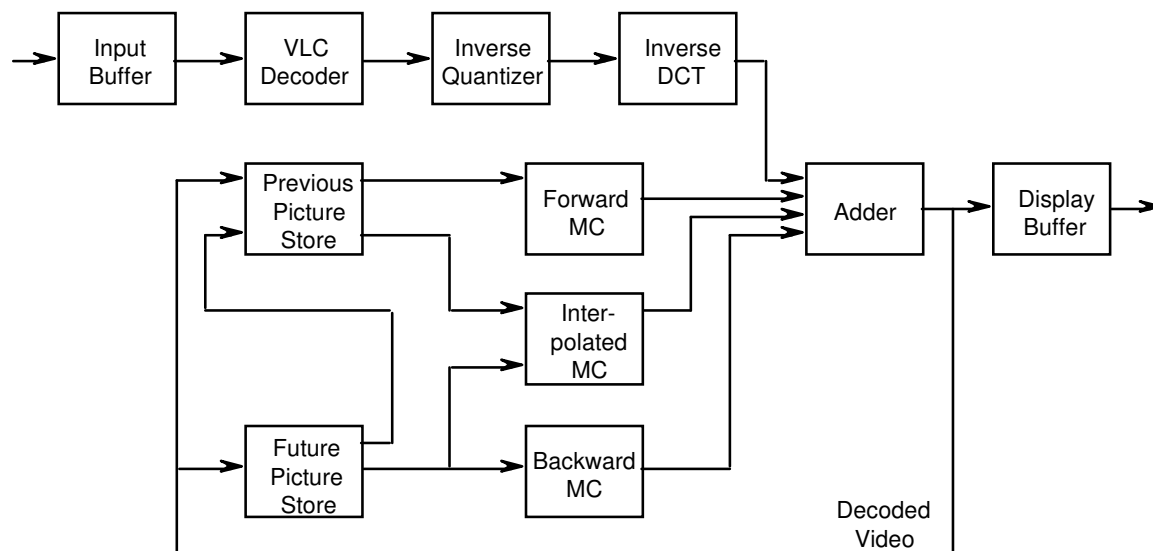 Input
Buffer
VLC
Decoder
Inverse
Quantizer
Inverse
DCT
Previous
Picture
Store
Forward
MC
Adder
Display
Buffer
Inter-
polated
MC
Future
Picture
Store
Backward
MC
Decoded
Video